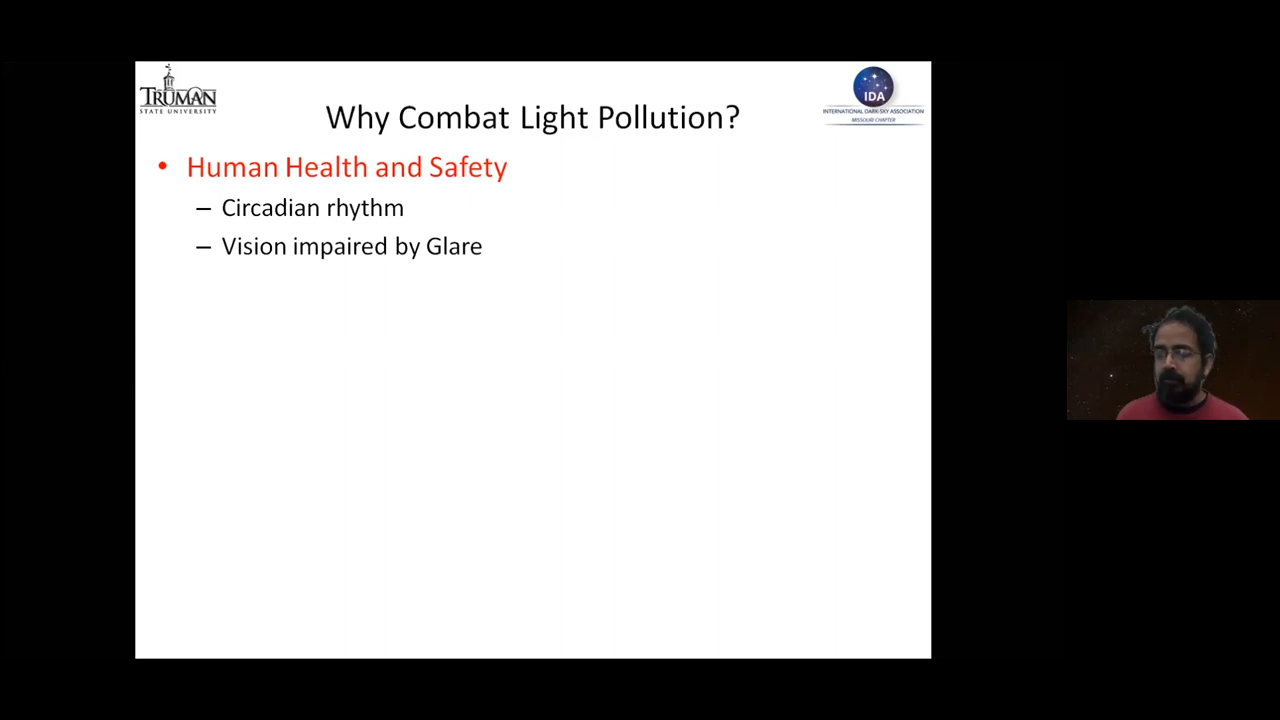 TRUMAN
STATE UNIVERSITY
IDA
INTERNATIONAL DARK-SKY ASSOCIATION
MISSOURI CHAPTER
Why Combat Light Pollution?
• Human Health and Safety
– Circadian rhythm
– Vision impaired by Glare